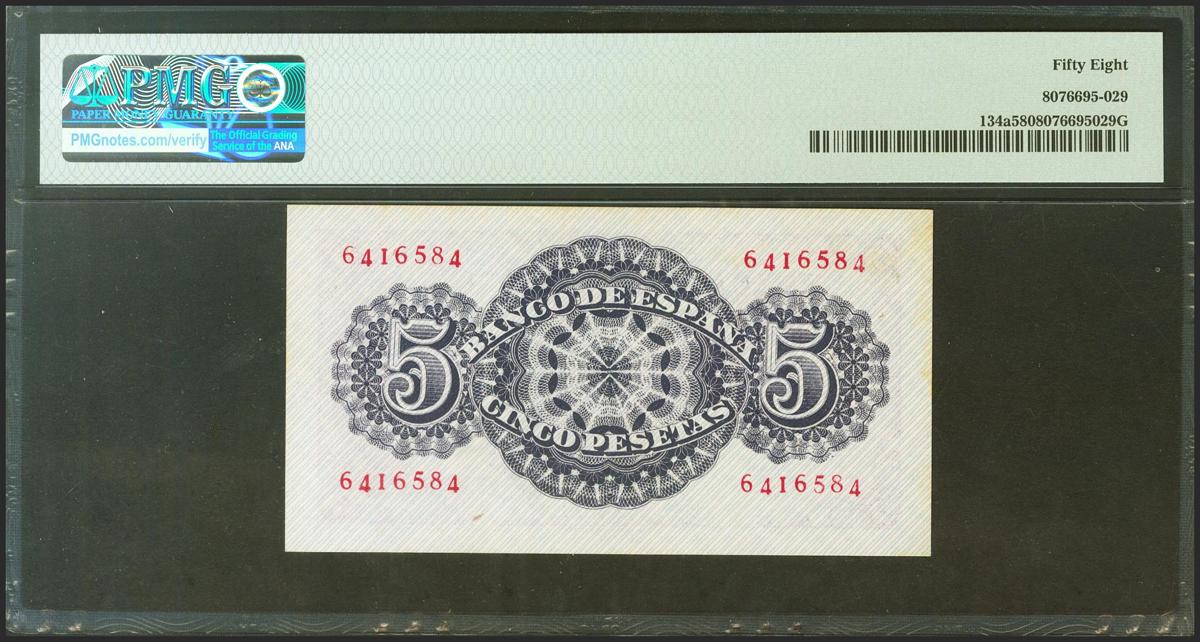 PMG
PAPER MONEY GUARANTY
PMGnotes.com/verify
The Official Grading
Service of the ANA
Fifty Eight
8076695-029
134a5808076695029G
6416584 6416584
BANCO DE ESPAÑA
5 5
CINCO PESETAS
6416584 6416584